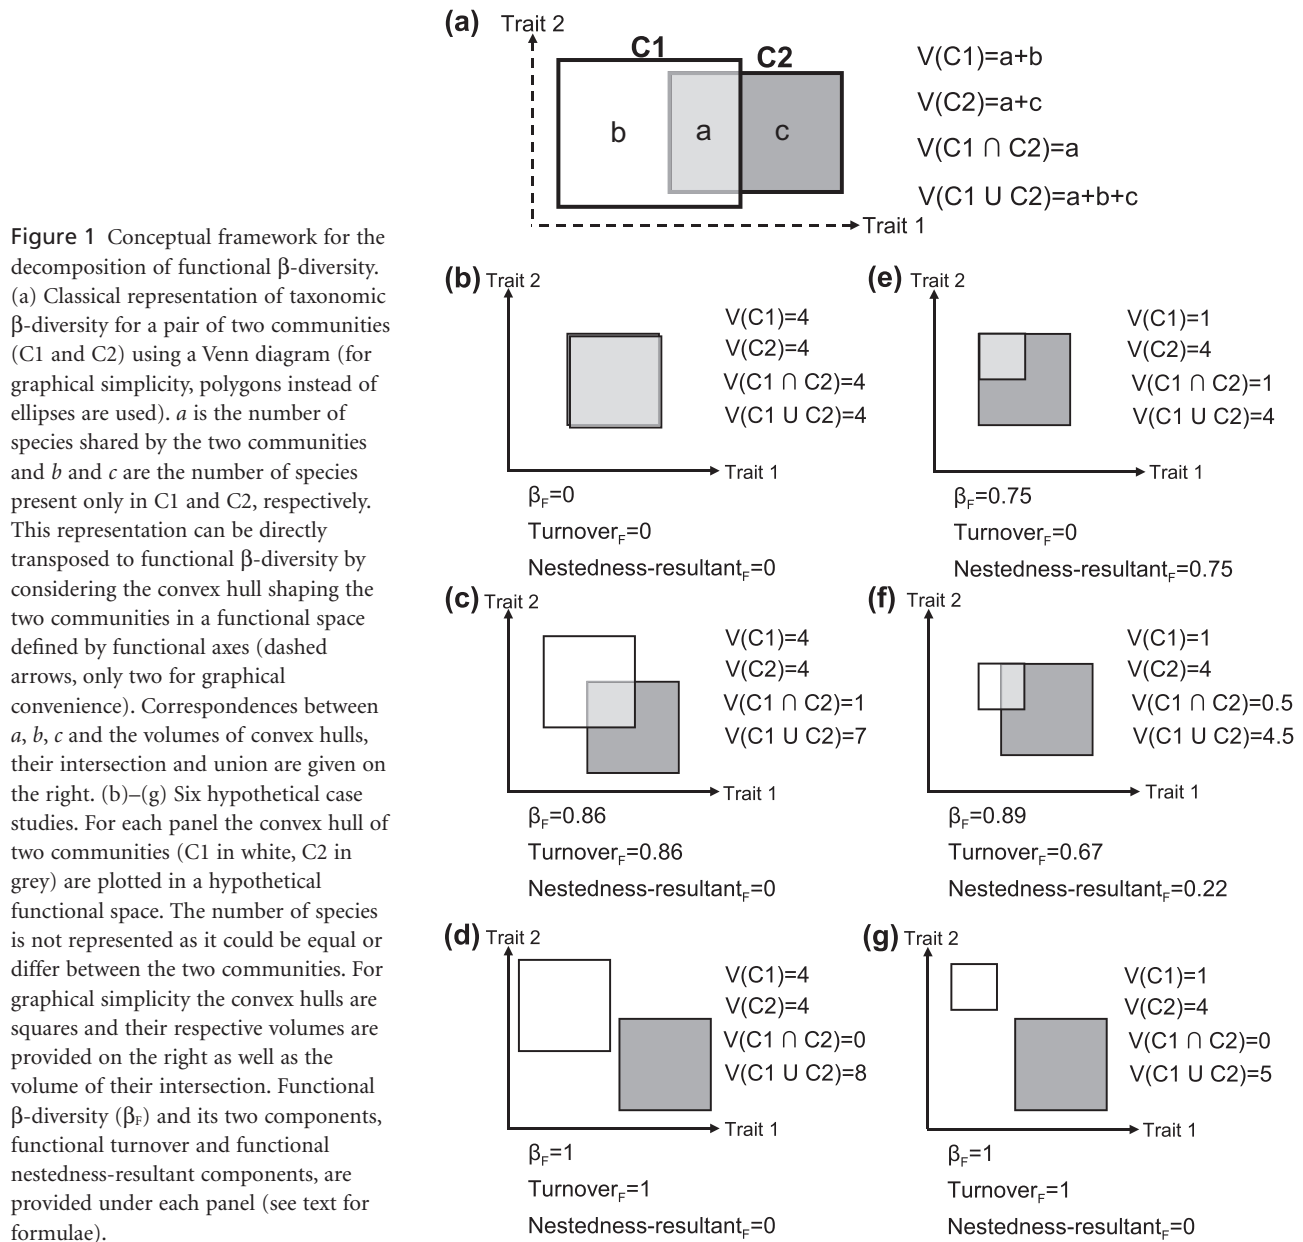 Figure 1 Conceptual framework for the
decomposition of functional β-diversity.
(a) Classical representation of taxonomic
β-diversity for a pair of two communities
(C1 and C2) using a Venn diagram (for
graphical simplicity, polygons instead of
ellipses are used). a is the number of
species shared by the two communities
and b and c are the number of species
present only in C1 and C2, respectively.
This representation can be directly
transposed to functional β-diversity by
considering the convex hull shaping the
two communities in a functional space
defined by functional axes (dashed
arrows, only two for graphical
convenience). Correspondences between
a, b, c and the volumes of convex hulls,
their intersection and union are given on
the right. (b)–(g) Six hypothetical case
studies. For each panel the convex hull of
two communities (C1 in white, C2 in
grey) are plotted in a hypothetical
functional space. The number of species
is not represented as it could be equal or
differ between the two communities. For
graphical simplicity the convex hulls are
squares and their respective volumes are
provided on the right as well as the
volume of their intersection. Functional
β-diversity (βF) and its two components,
functional turnover and functional
nestedness-resultant components, are
provided under each panel (see text for
formulae).
(a)
Trait 2
C1
C2
b
a
c
Trait 1
V(C1)=a+b
V(C2)=a+c
V(C1 ∩ C2)=a
V(C1 U C2)=a+b+c
(b)
Trait 2
V(C1)=4
V(C2)=4
V(C1 ∩ C2)=4
V(C1 U C2)=4
Trait 1
βF=0
TurnoverF=0
Nestedness-resultantF=0
(e)
Trait 2
V(C1)=1
V(C2)=4
V(C1 ∩ C2)=1
V(C1 U C2)=4
Trait 1
βF=0.75
TurnoverF=0
Nestedness-resultantF=0.75
(c)
Trait 2
V(C1)=4
V(C2)=4
V(C1 ∩ C2)=1
V(C1 U C2)=7
Trait 1
βF=0.86
TurnoverF=0.86
Nestedness-resultantF=0
(f)
Trait 2
V(C1)=1
V(C2)=4
V(C1 ∩ C2)=0.5
V(C1 U C2)=4.5
Trait 1
βF=0.89
TurnoverF=0.67
Nestedness-resultantF=0.22
(d)
Trait 2
V(C1)=4
V(C2)=4
V(C1 ∩ C2)=0
V(C1 U C2)=8
Trait 1
βF=1
TurnoverF=1
Nestedness-resultantF=0
(g)
Trait 2
V(C1)=1
V(C2)=4
V(C1 ∩ C2)=0
V(C1 U C2)=5
Trait 1
βF=1
TurnoverF=1
Nestedness-resultantF=0